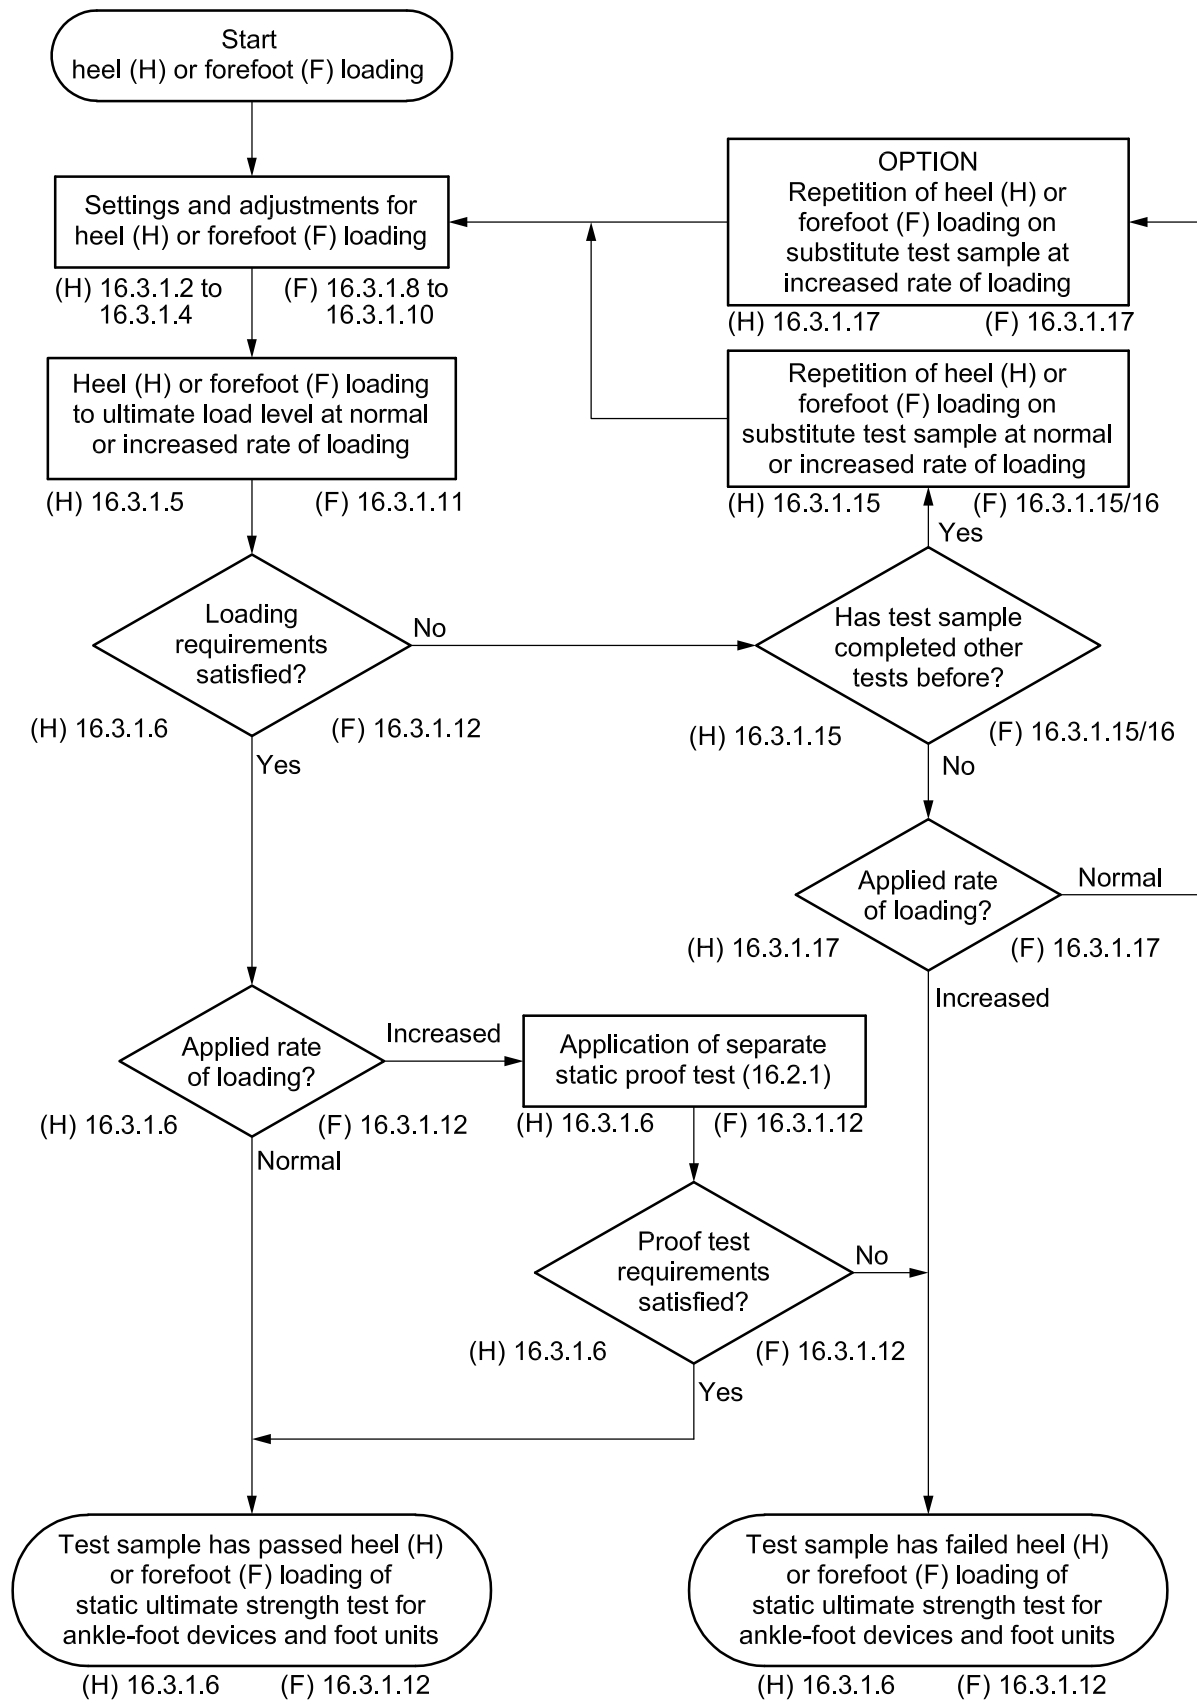 Start
heel (H) or forefoot (F) loading
Settings and adjustments for
heel (H) or forefoot (F) loading
(H) 16.3.1.2 to
16.3.1.4
(F) 16.3.1.8 to
16.3.1.10
OPTION
Repetition of heel (H) or
forefoot (F) loading on
substitute test sample at
increased rate of loading
(H) 16.3.1.17
(F) 16.3.1.17
Heel (H) or forefoot (F) loading
to ultimate load level at normal
or increased rate of loading
(H) 16.3.1.5
(F) 16.3.1.11
Repetition of heel (H) or
forefoot (F) loading on
substitute test sample at normal
or increased rate of loading
(H) 16.3.1.15
(F) 16.3.1.15/16
Yes
Loading
requirements
satisfied?
No
(H) 16.3.1.6
(F) 16.3.1.12
Yes
Has test sample
completed other
tests before?
(H) 16.3.1.15
(F) 16.3.1.15/16
No
Applied rate
of loading?
Normal
(H) 16.3.1.17
(F) 16.3.1.17
Increased
Applied rate
of loading?
Increased
(H) 16.3.1.6
(F) 16.3.1.12
Normal
Application of separate
static proof test (16.2.1)
(H) 16.3.1.6
(F) 16.3.1.12
Proof test
requirements
satisfied?
No
(H) 16.3.1.6
(F) 16.3.1.12
Yes
Test sample has passed heel (H)
or forefoot (F) loading of
static ultimate strength test for
ankle-foot devices and foot units
(H) 16.3.1.6
(F) 16.3.1.12
Test sample has failed heel (H)
or forefoot (F) loading of
static ultimate strength test for
ankle-foot devices and foot units
(H) 16.3.1.6
(F) 16.3.1.12